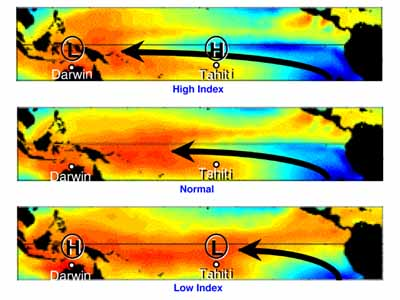 L H
Darwin Tahiti
High Index
Darwin Tahiti
Normal
H L
Darwin Tahiti
Low Index